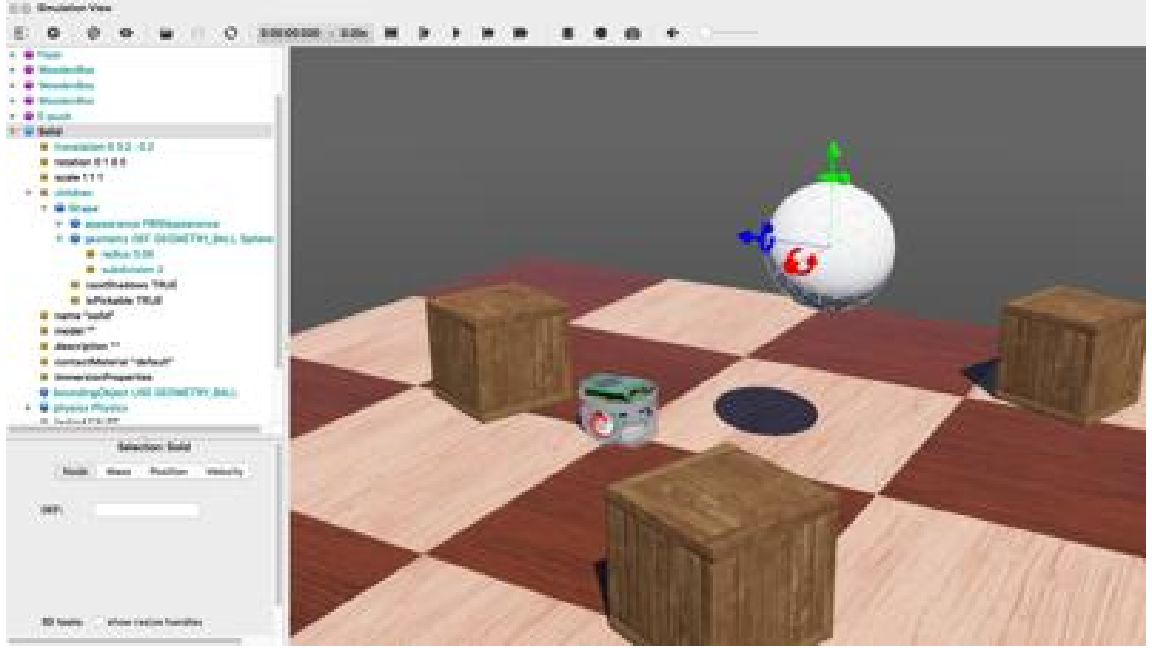 Simulation View
0:00:00:000 - 0.00x
Floor
WoodenBox
WoodenBox
WoodenBox
E-puck
Solid
translation 0 0.2 -0.2
rotation 0 1 0 0
scale 1 1 1
children
Shape
appearance PBRAppearance
geometry DEF GEOMETRY_BALL Sphere
radius
subdivision 2
castShadows TRUE
isPickable TRUE
name "solid"
model ""
description ""
contactMaterial "default"
immersionProperties
boundingObject USE GEOMETRY_BALL
physics Physics
Selection: Solid
Node Mass Position Velocity
DEF:
3D tools show resize handles